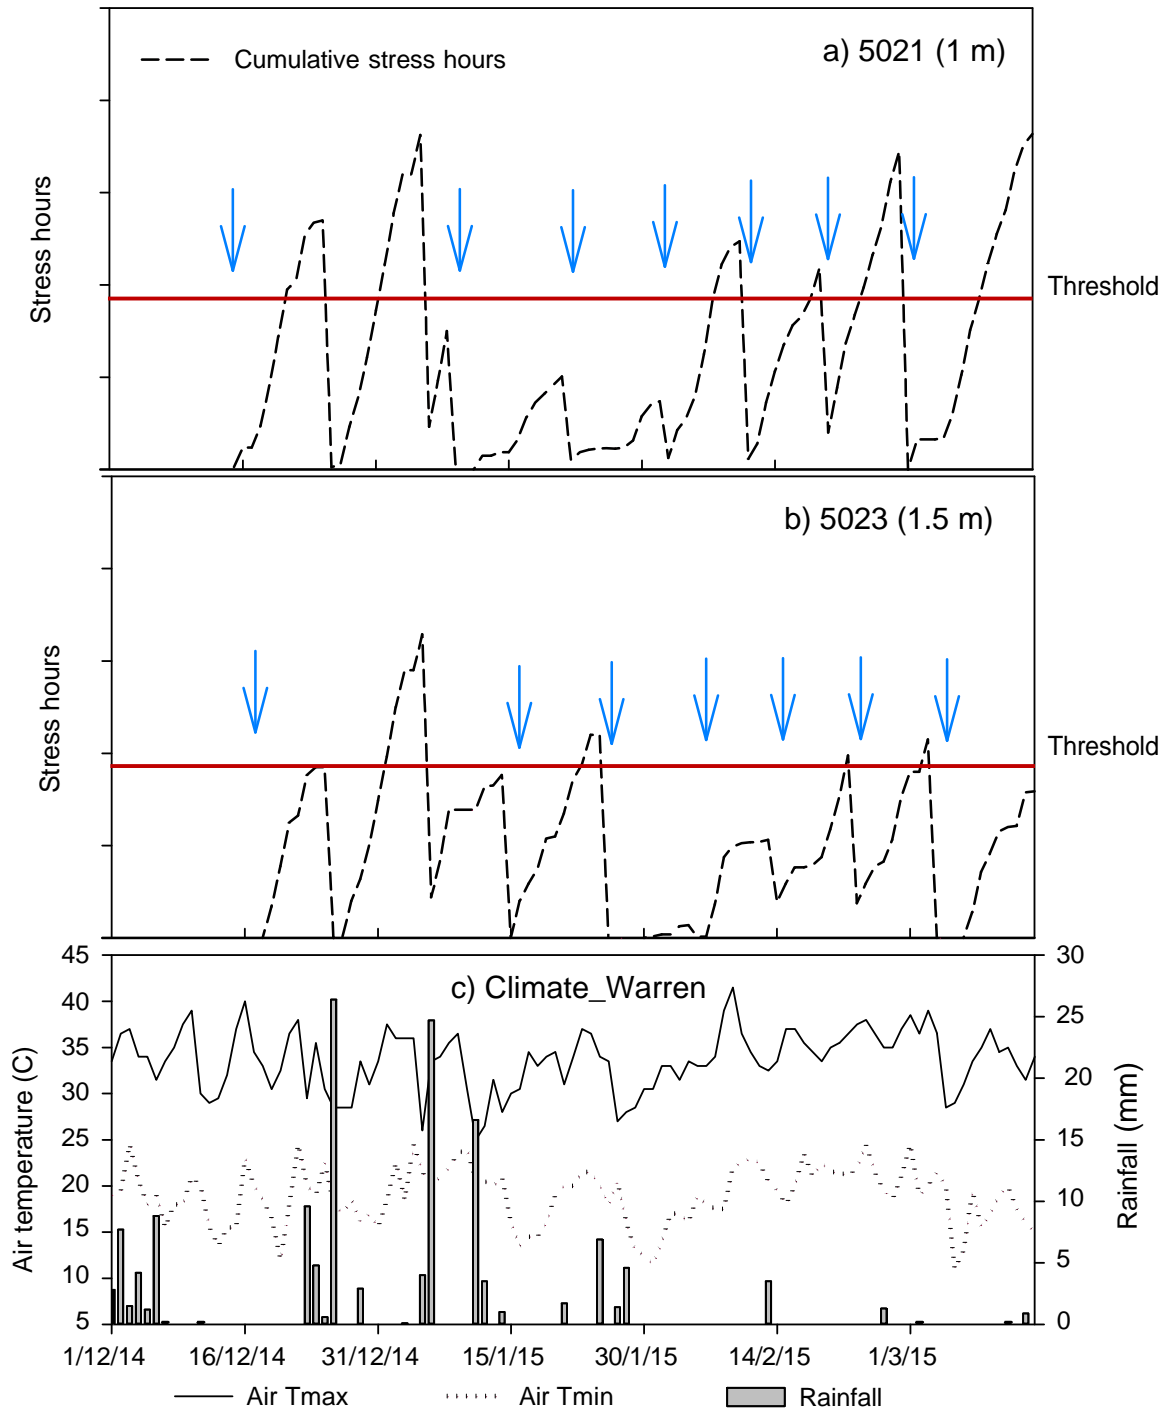 Cumulative stress hours
a) 5021 (1 m)
Stress hours
Threshold
b) 5023 (1.5 m)
Stress hours
Threshold
c) Climate_Warren
Air temperature (C)
45
40
35
30
25
20
15
10
5
Rainfall (mm)
30
25
20
15
10
5
0
1/12/14 16/12/14 31/12/14 15/1/15 30/1/15 14/2/15 1/3/15
Air Tmax Air Tmin Rainfall